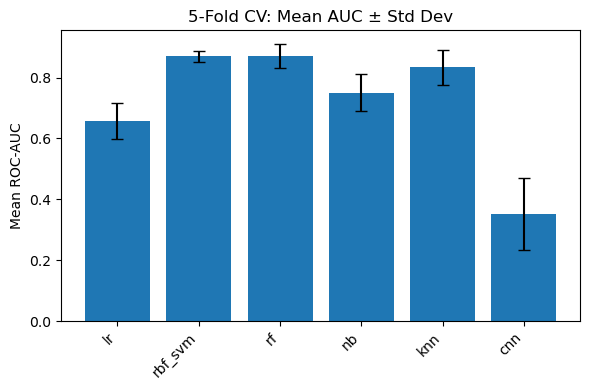 5-Fold CV: Mean AUC ± Std Dev
Mean ROC-AUC
0.8
0.6
0.4
0.2
0.0
lr
rbf_svm
rf
nb
knn
cnn